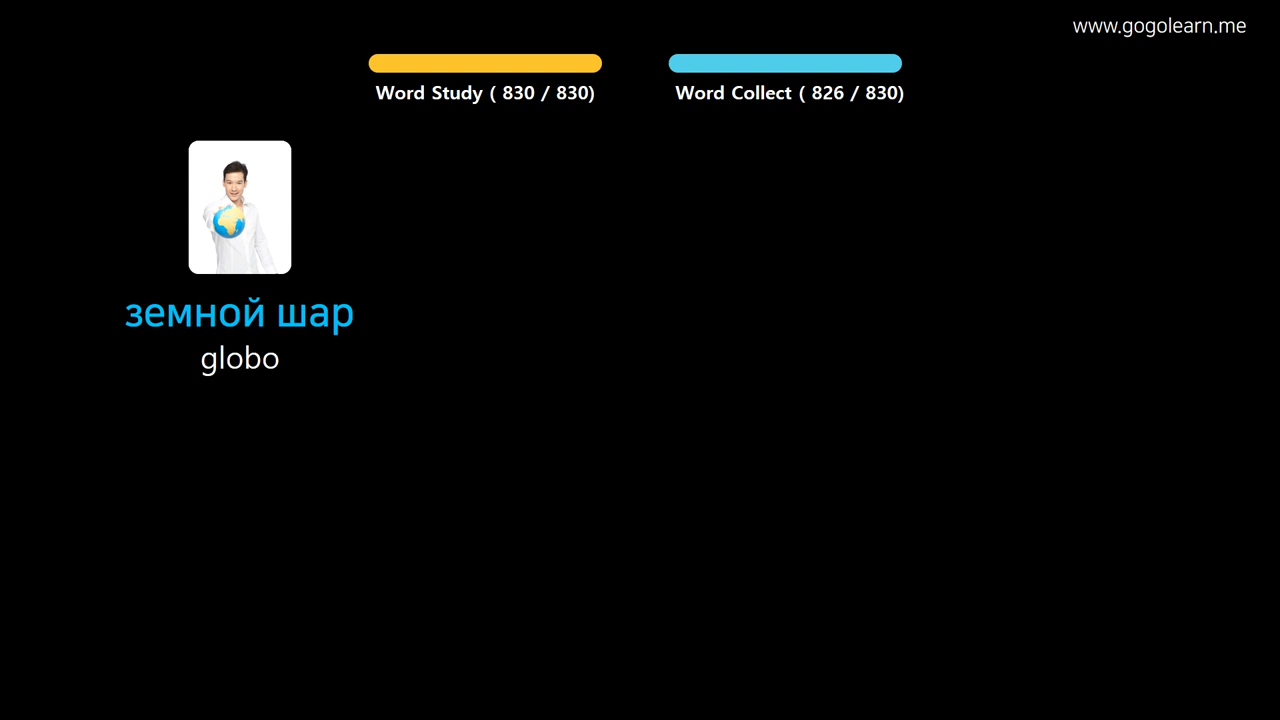 www.gogolearn.me
Word Study ( 830 / 830)
Word Collect ( 826 / 830)
земной шар
globo